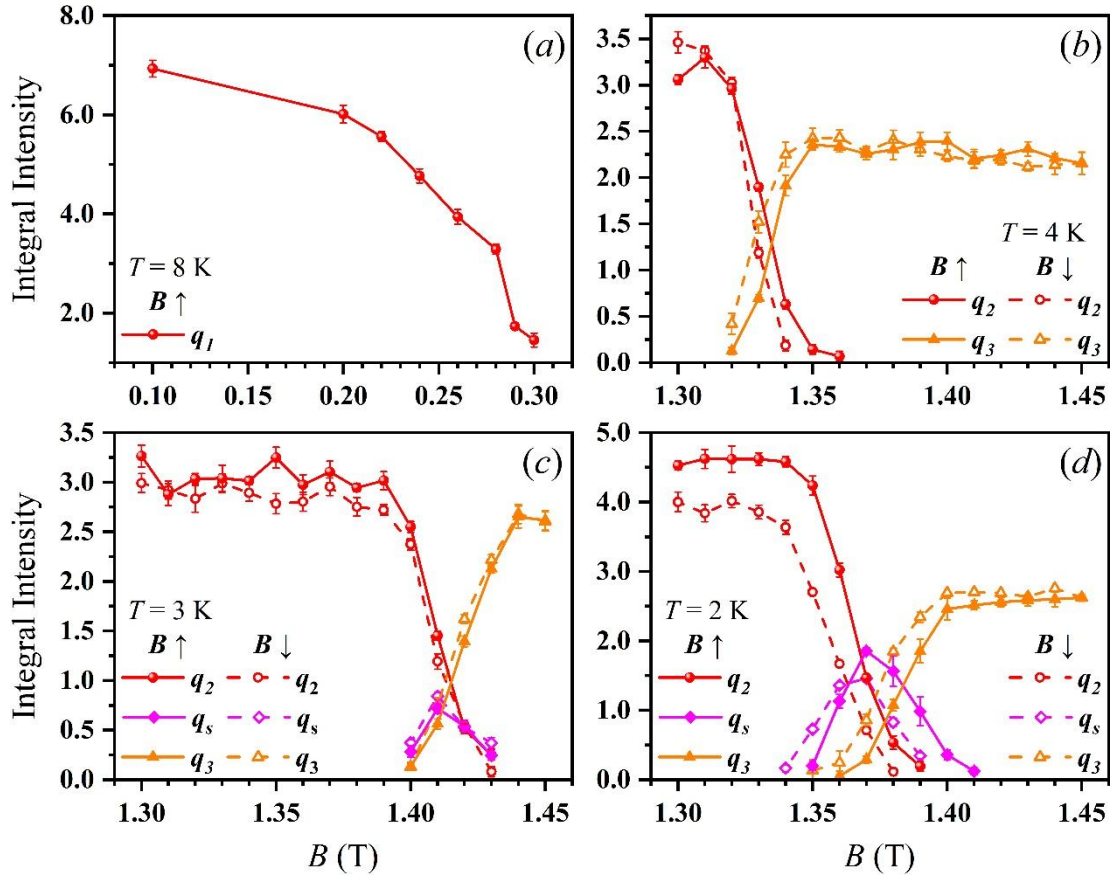 8.0
6.0
4.0
2.0
Integral Intensity
(a)
T = 8 K
B ↑
q1
0.10 0.15 0.20 0.25 0.30
3.5
3.0
2.5
2.0
1.5
1.0
0.5
0.0
(b)
T = 4 K
B ↑ B ↓
q2 q2
q3 q3
1.30 1.35 1.40 1.45
3.5
3.0
2.5
2.0
1.5
1.0
0.5
0.0
Integral Intensity
(c)
T = 3 K
B ↑ B ↓
q2 q2
qs qs
q3 q3
1.30 1.35 1.40 1.45
B (T)
5.0
4.0
3.0
2.0
1.0
0.0
(d)
T = 2 K
B ↑ B ↓
q2 q2
qs qs
q3 q3
1.30 1.35 1.40 1.45
B (T)